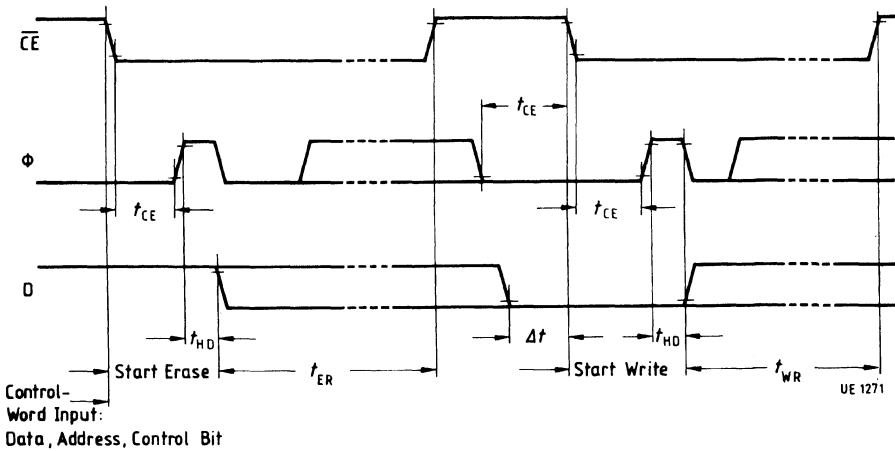 CE
t_CE
Φ
t_CE
t_CE
D
t_HD
Δt
t_HD
Start Erase
t_ER
Start Write
t_WR
UE 1271
Control-
Word Input:
Data, Address, Control Bit